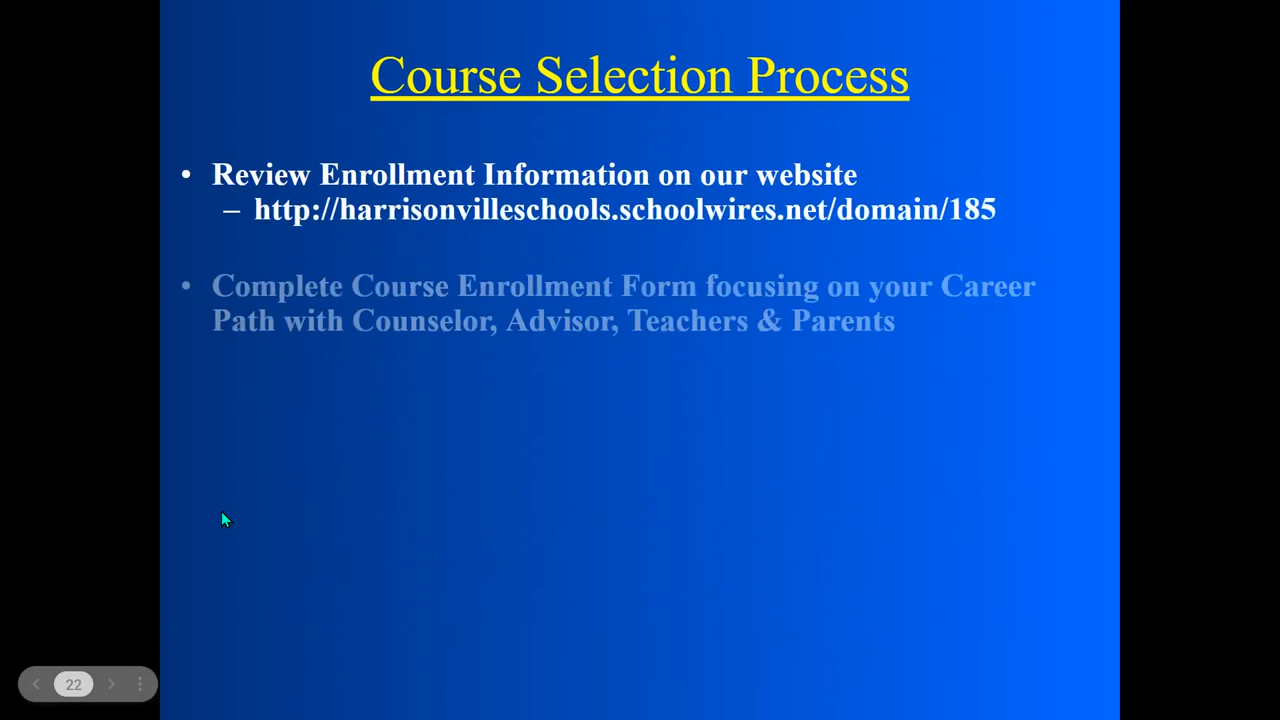 Course Selection Process
• Review Enrollment Information on our website
– http://harrisonvilleschools.schoolwires.net/domain/185
• Complete Course Enrollment Form focusing on your Career
Path with Counselor, Advisor, Teachers & Parents
22